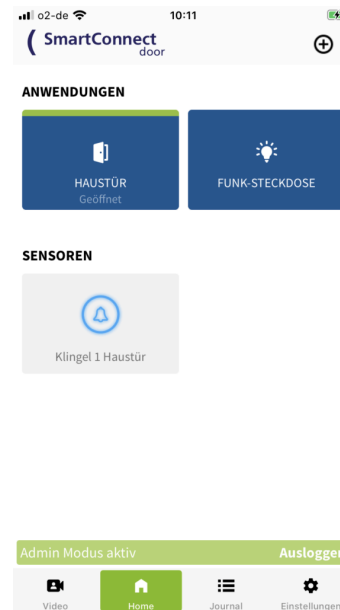 o2-de 10:11
SmartConnect
door
ANWENDUNGEN
HAUSTÜR
Geöffnet
FUNK-STECKDOSE
SENSOREN
Klingel 1 Haustür
Admin Modus aktiv Auslogge
Video Home Journal Einstellungen